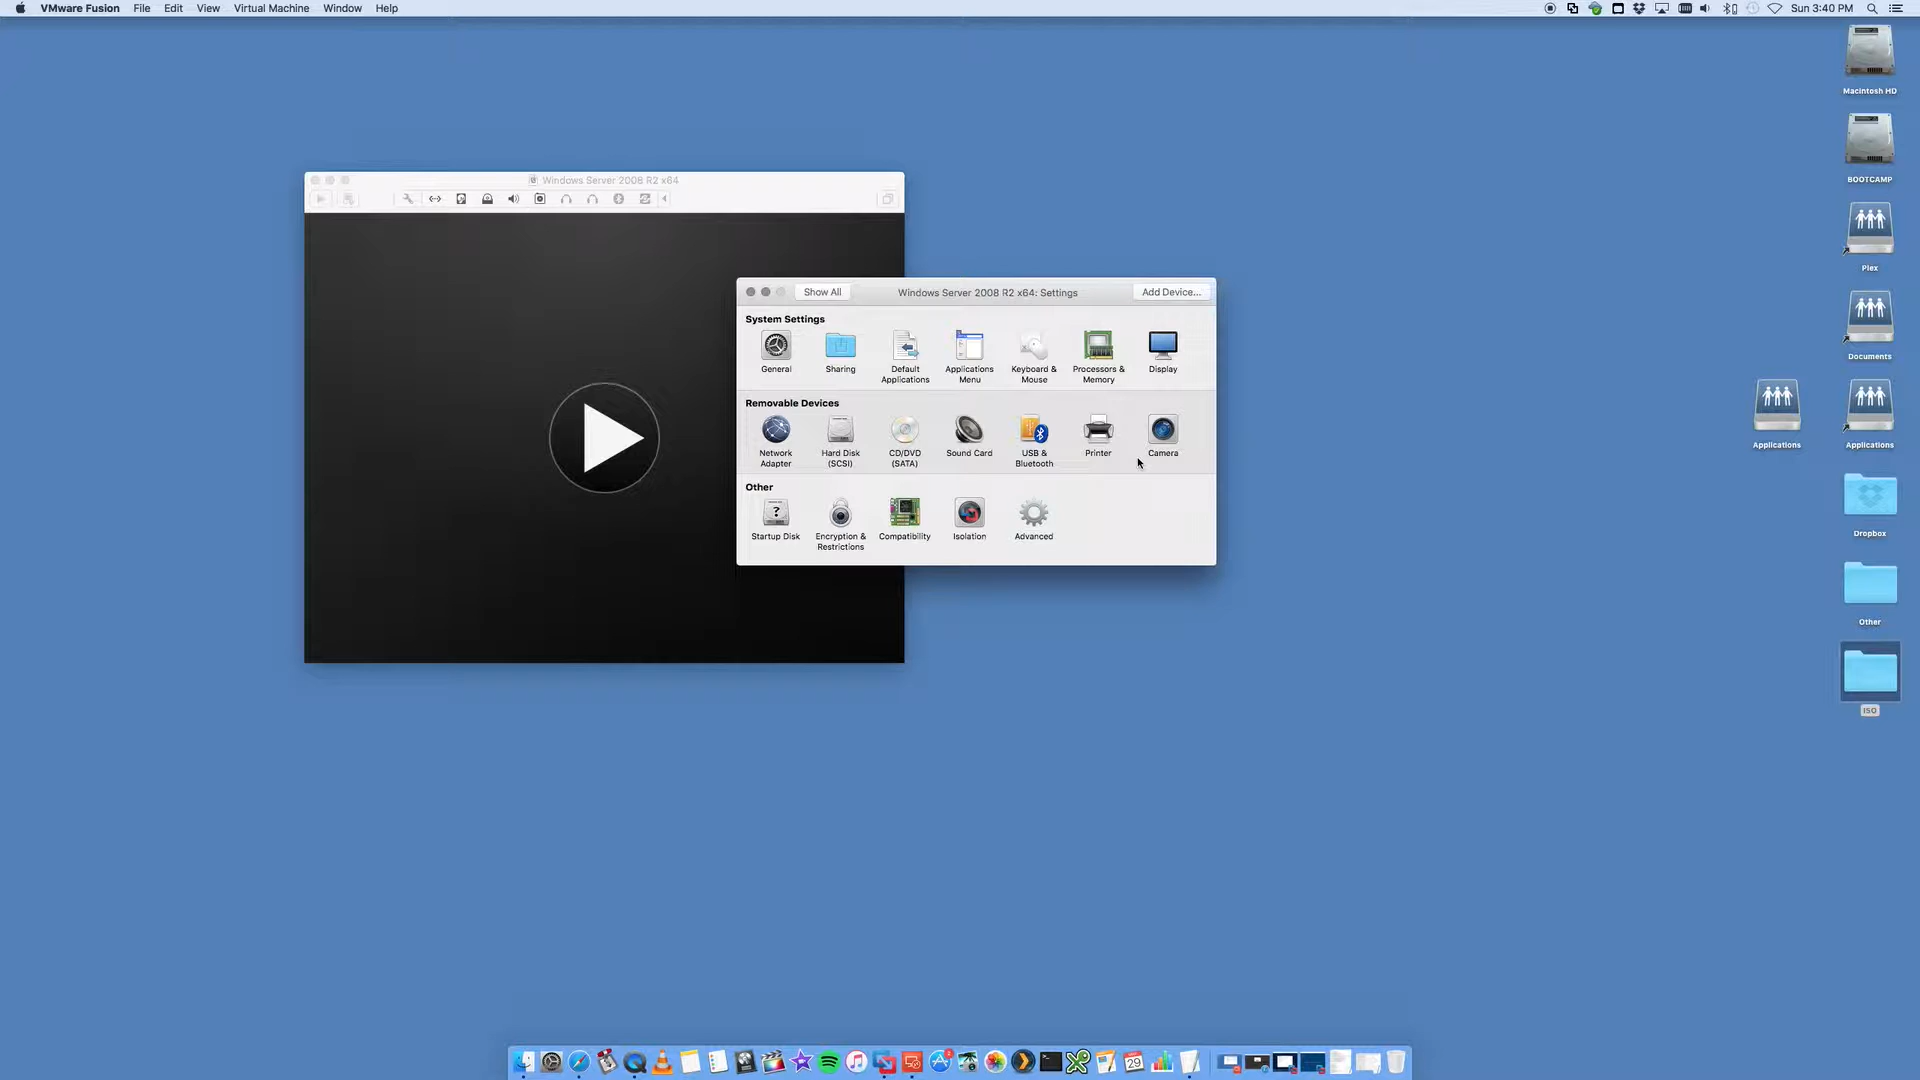 VMware Fusion File Edit View Virtual Machine Window Help Sun 3:40 PM
Macintosh HD
BOOTCAMP
Plex
Documents
Applications Applications
Dropbox
Other
ISO
Windows Server 2008 R2 x64
Show All Windows Server 2008 R2 x64: Settings Add Device...
System Settings
General Sharing Default Applications Keyboard & Processors & Display
Applications Menu Mouse Memory
Removable Devices
Network Hard Disk CD/DVD Sound Card USB & Printer Camera
Adapter (SCSI) (SATA) Bluetooth
Other
Startup Disk Encryption & Compatibility Isolation Advanced
Restrictions
29